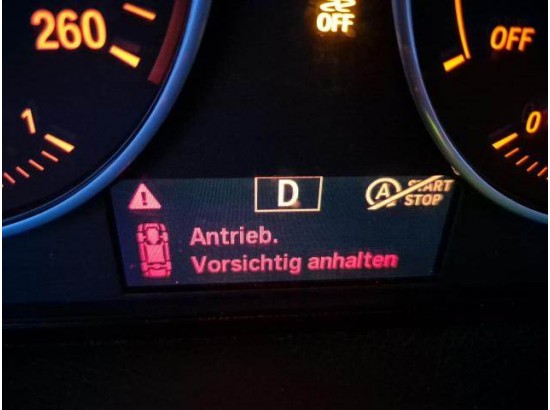 260
OFF
OFF
1
0
D
A START
STOP
Antrieb.
Vorsichtig anhalten